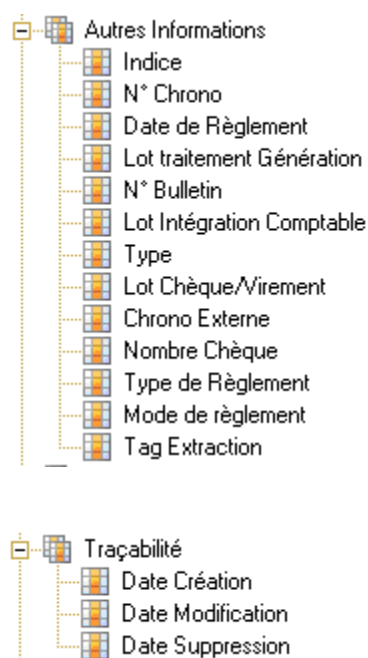 Autres Informations
Indice
N° Chrono
Date de Règlement
Lot traitement Génération
N° Bulletin
Lot Intégration Comptable
Type
Lot Chèque/Virement
Chrono Externe
Nombre Chèque
Type de Règlement
Mode de règlement
Tag Extraction
Traçabilité
Date Création
Date Modification
Date Suppression